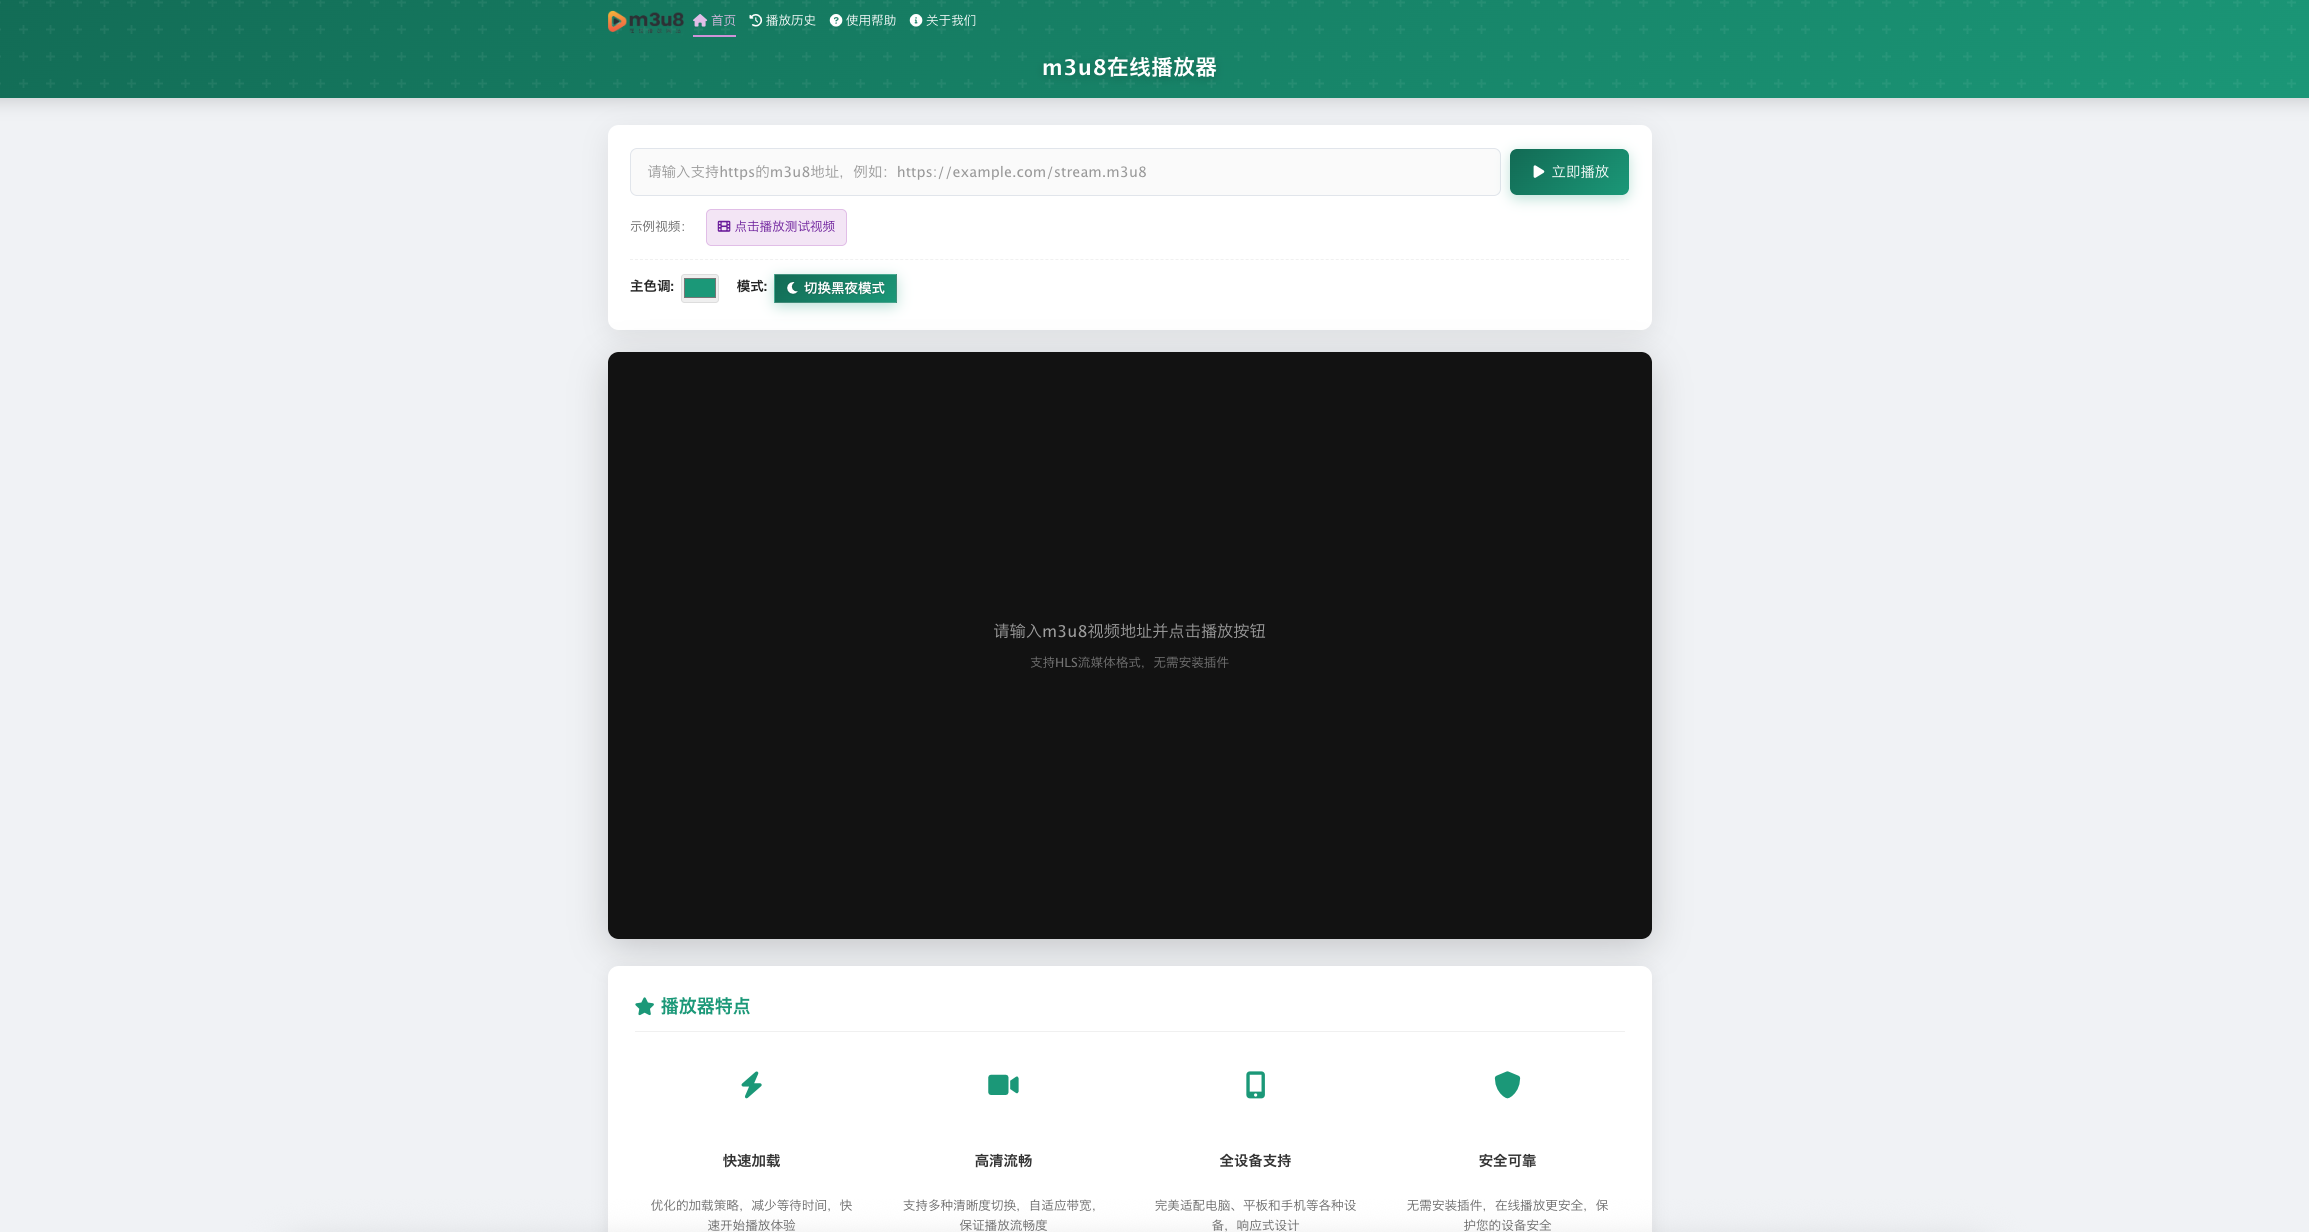 m3u8
首页
播放历史
使用帮助
关于我们
m3u8在线播放器
请输入支持https的m3u8地址，例如：https://example.com/stream.m3u8
立即播放
示例视频：
点击播放测试视频
主色调:
模式:
切换黑夜模式
请输入m3u8视频地址并点击播放按钮
支持HLS流媒体格式，无需安装插件
播放器特点
快速加载
优化的加载策略，减少等待时间，快
速开始播放体验
高清流畅
支持多种清晰度切换，自适应带宽，
保证播放流畅度
全设备支持
完美适配电脑、平板和手机等各种设
备，响应式设计
安全可靠
无需安装插件，在线播放更安全，保
护您的设备安全